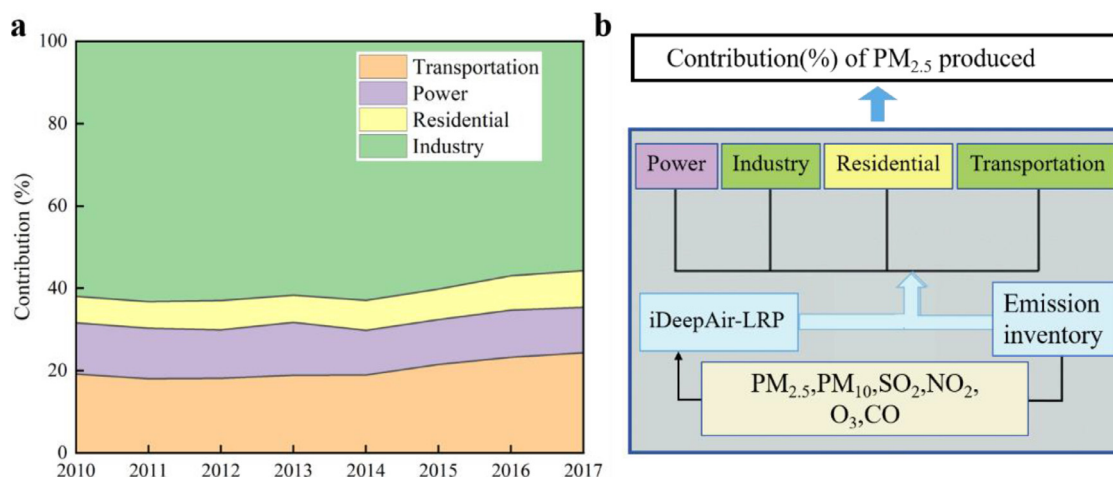 a
100
80
60
40
20
0
Contribution (%)
Transportation
Power
Residential
Industry
2010 2011 2012 2013 2014 2015 2016 2017
b
Contribution(%) of PM2.5 produced
Power Industry Residential Transportation
iDeepAir-LRP
Emission
inventory
PM2.5,PM10,SO2,NO2,
O3,CO